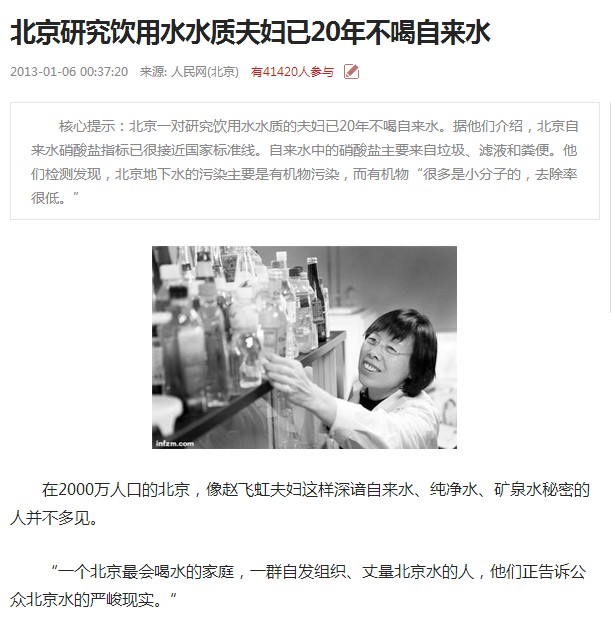 北京研究饮用水水质夫妇已20年不喝自来水
2013-01-06 00:37:20 来源: 人民网(北京) 有41420人参与
核心提示：北京一对研究饮用水水质的夫妇已20年不喝自来水。据他们介绍，北京自
来水硝酸盐指标已很接近国家标准线。自来水中的硝酸盐主要来自垃圾、滤液和粪便。他
们检测发现，北京地下水的污染主要是有机物污染，而有机物“很多是小分子的，去除率
很低。”
infzm.com
在2000万人口的北京，像赵飞虹夫妇这样深谙自来水、纯净水、矿泉水秘密的
人并不多见。
“一个北京最会喝水的家庭，一群自发组织、丈量北京水的人，他们正告诉公
众北京水的严峻现实。“